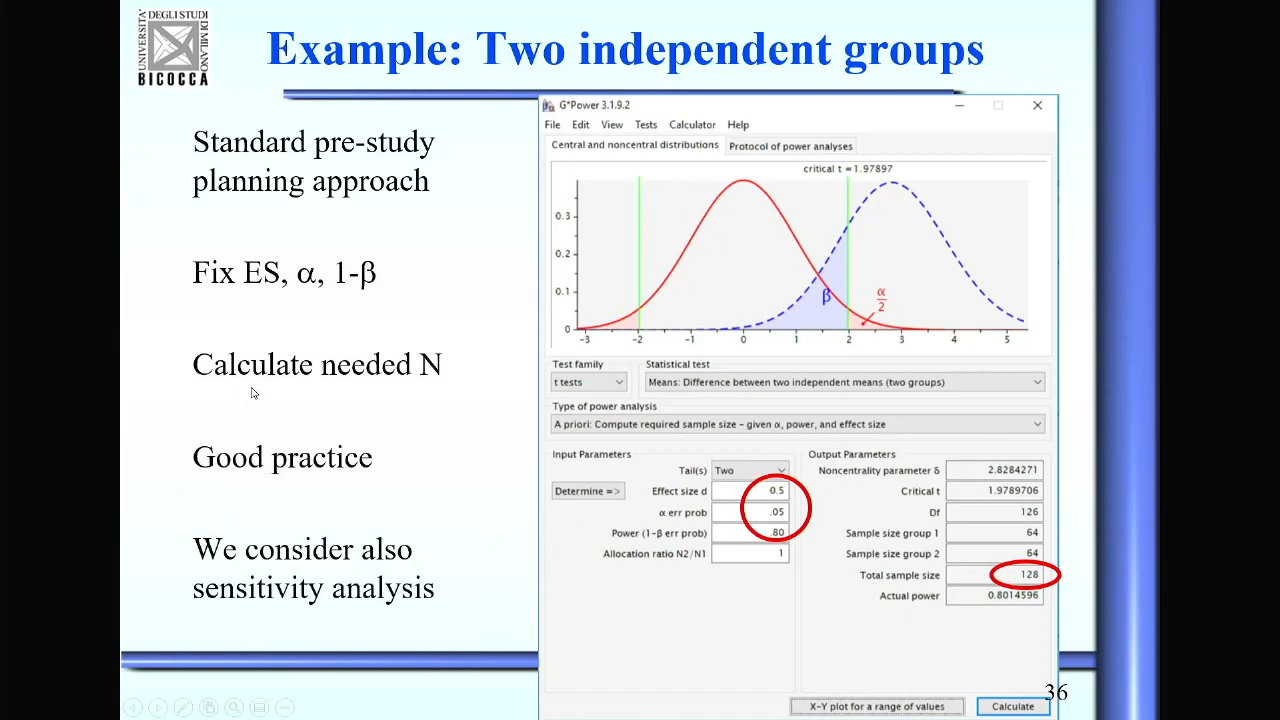 UNIVERSITA'
DEGLI STUDI
DI MILANO
BICOCCA
Example: Two independent groups
Standard pre-study
planning approach
Fix ES, α, 1-β
Calculate needed N
Good practice
We consider also
sensitivity analysis
G*Power 3.1.9.2
File Edit View Tests Calculator Help
Central and noncentral distributions Protocol of power analyses
critical t = 1.97897
0.3
0.2
0.1
0
β
α
2
-3 -2 -1 0 1 2 3 4 5
Test family Statistical test
t tests Means: Difference between two independent means (two groups)
Type of power analysis
A priori: Compute required sample size - given α, power, and effect size
Input Parameters Output Parameters
Tail(s) Two Noncentrality parameter δ 2.8284271
Determine => Effect size d 0.5 Critical t 1.9789706
α err prob .05 Df 126
Power (1-β err prob) .80 Sample size group 1 64
Allocation ratio N2/N1 1 Sample size group 2 64
Total sample size 128
Actual power 0.8014596
X-Y plot for a range of values Calculate
36